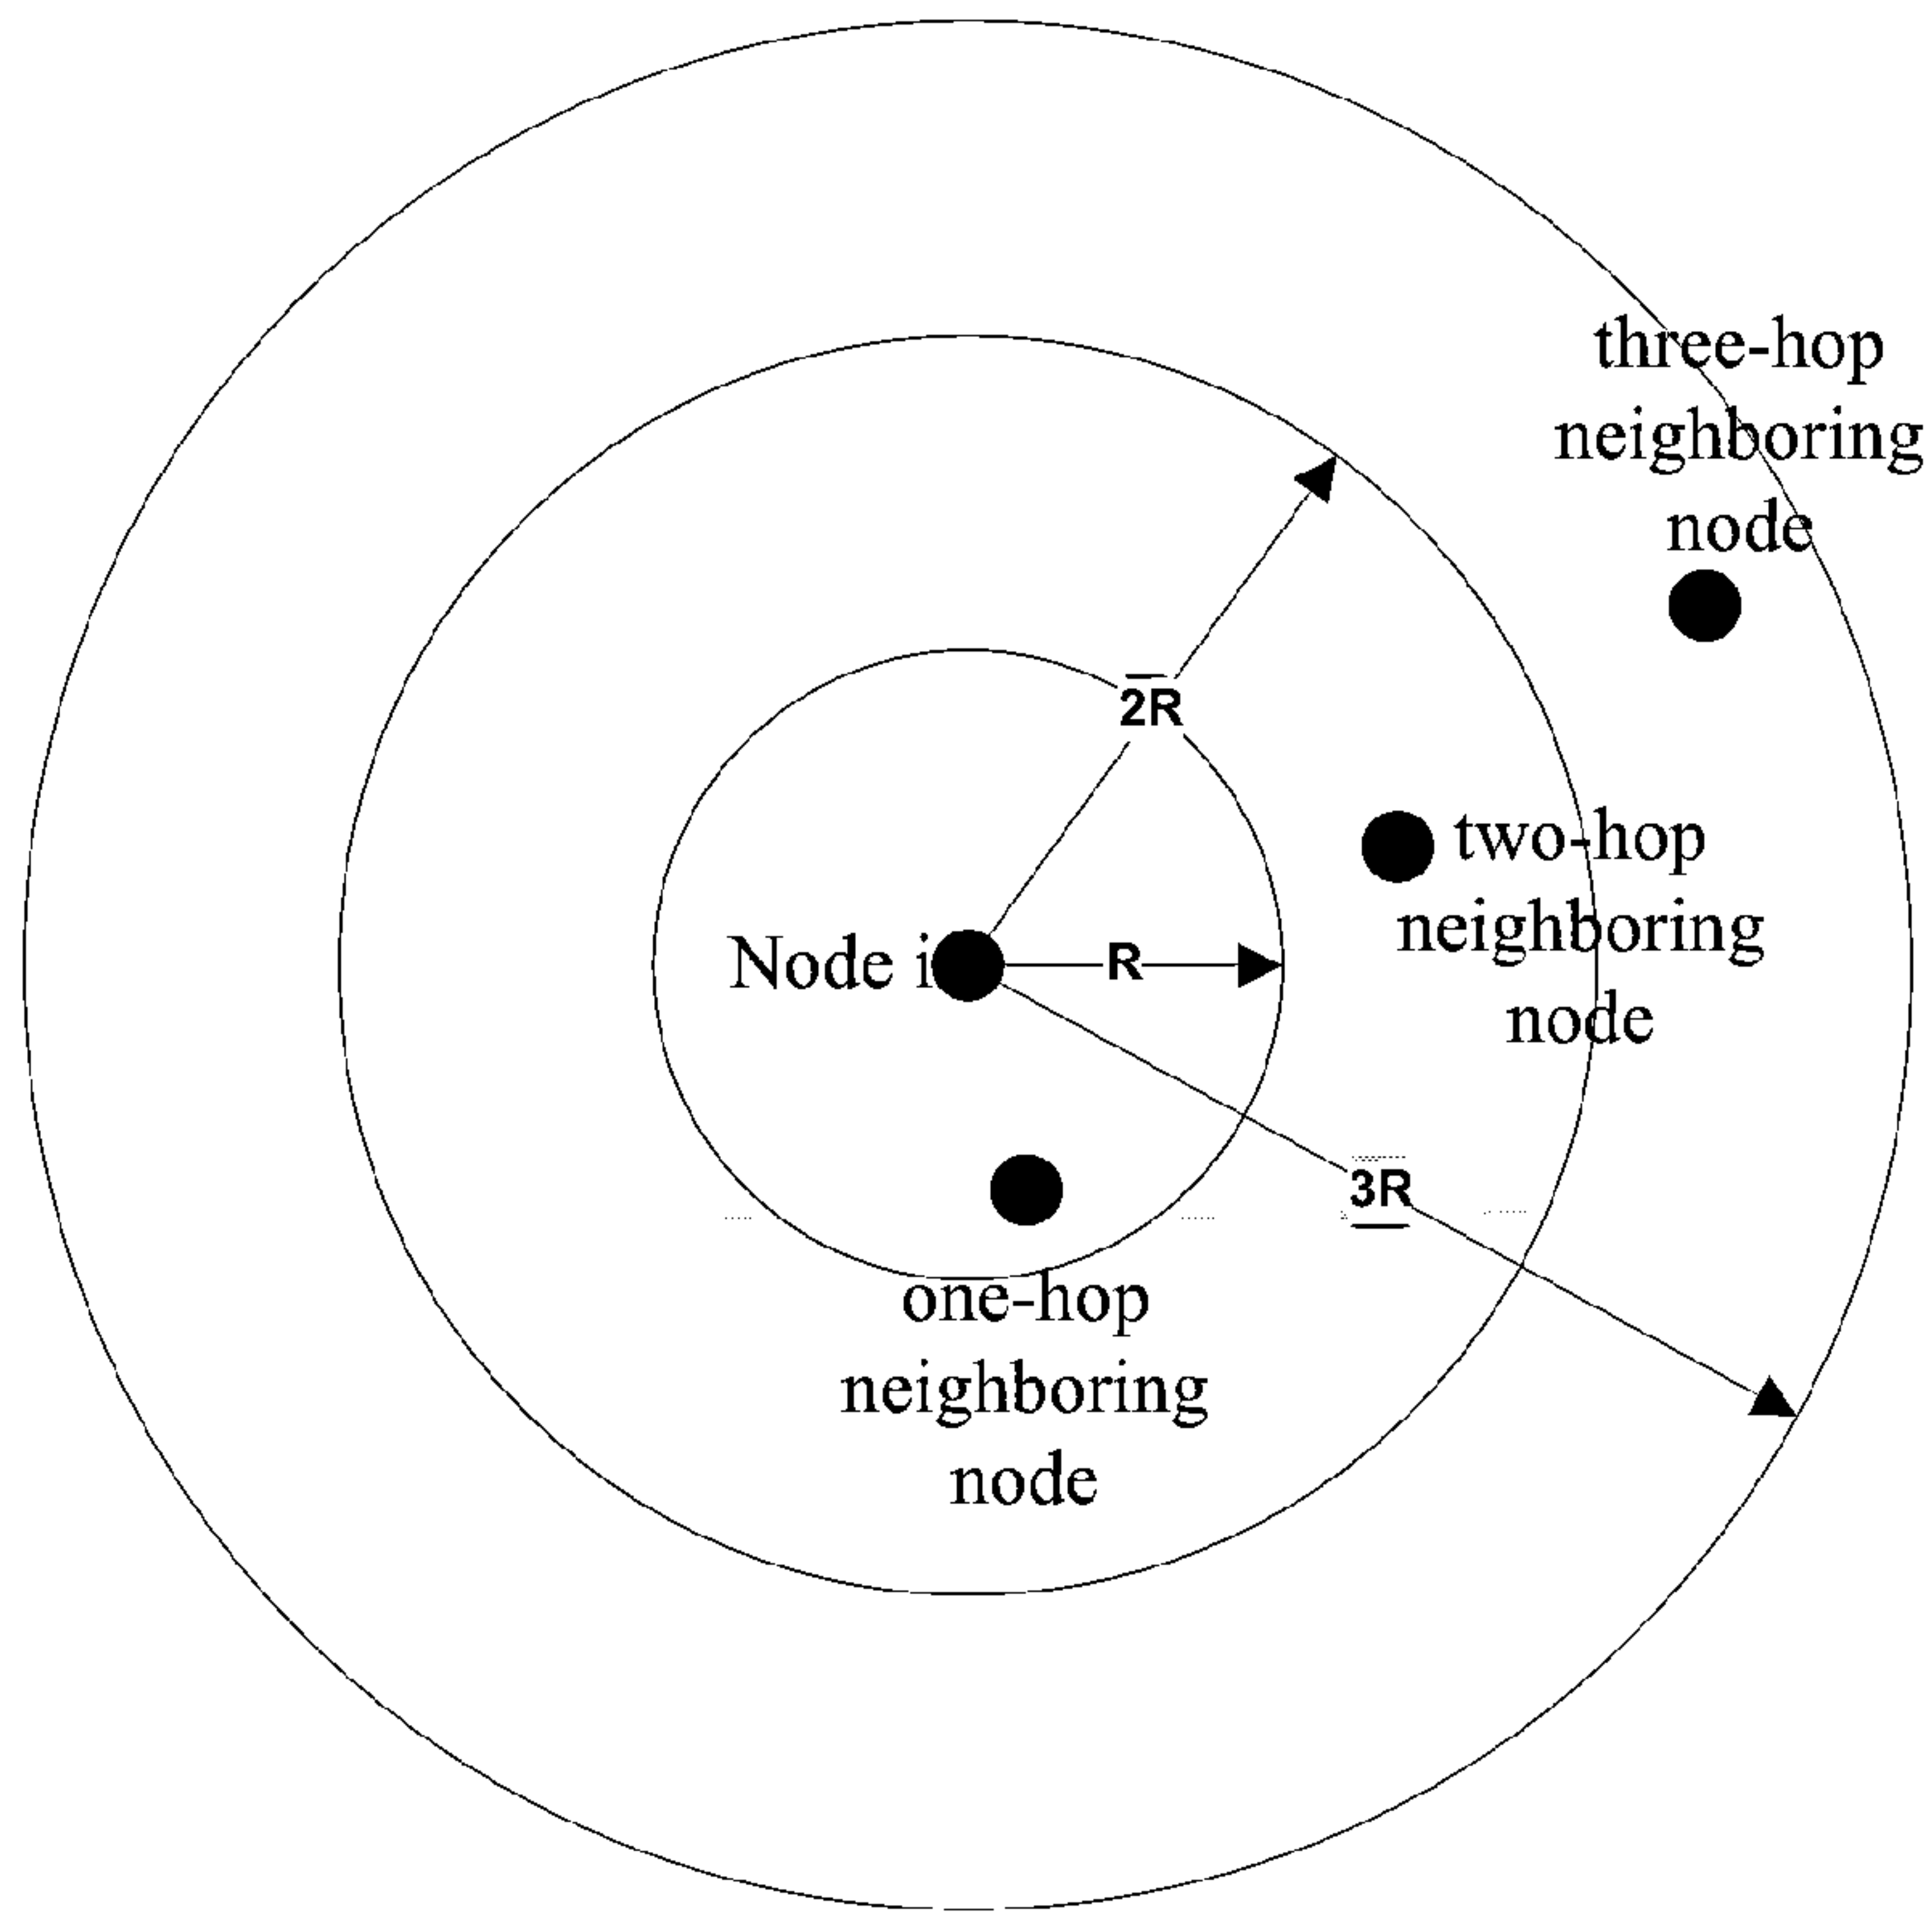 three-hop
neighboring
node
2R
two-hop
neighboring
node
Node i
R
3R
one-hop
neighboring
node